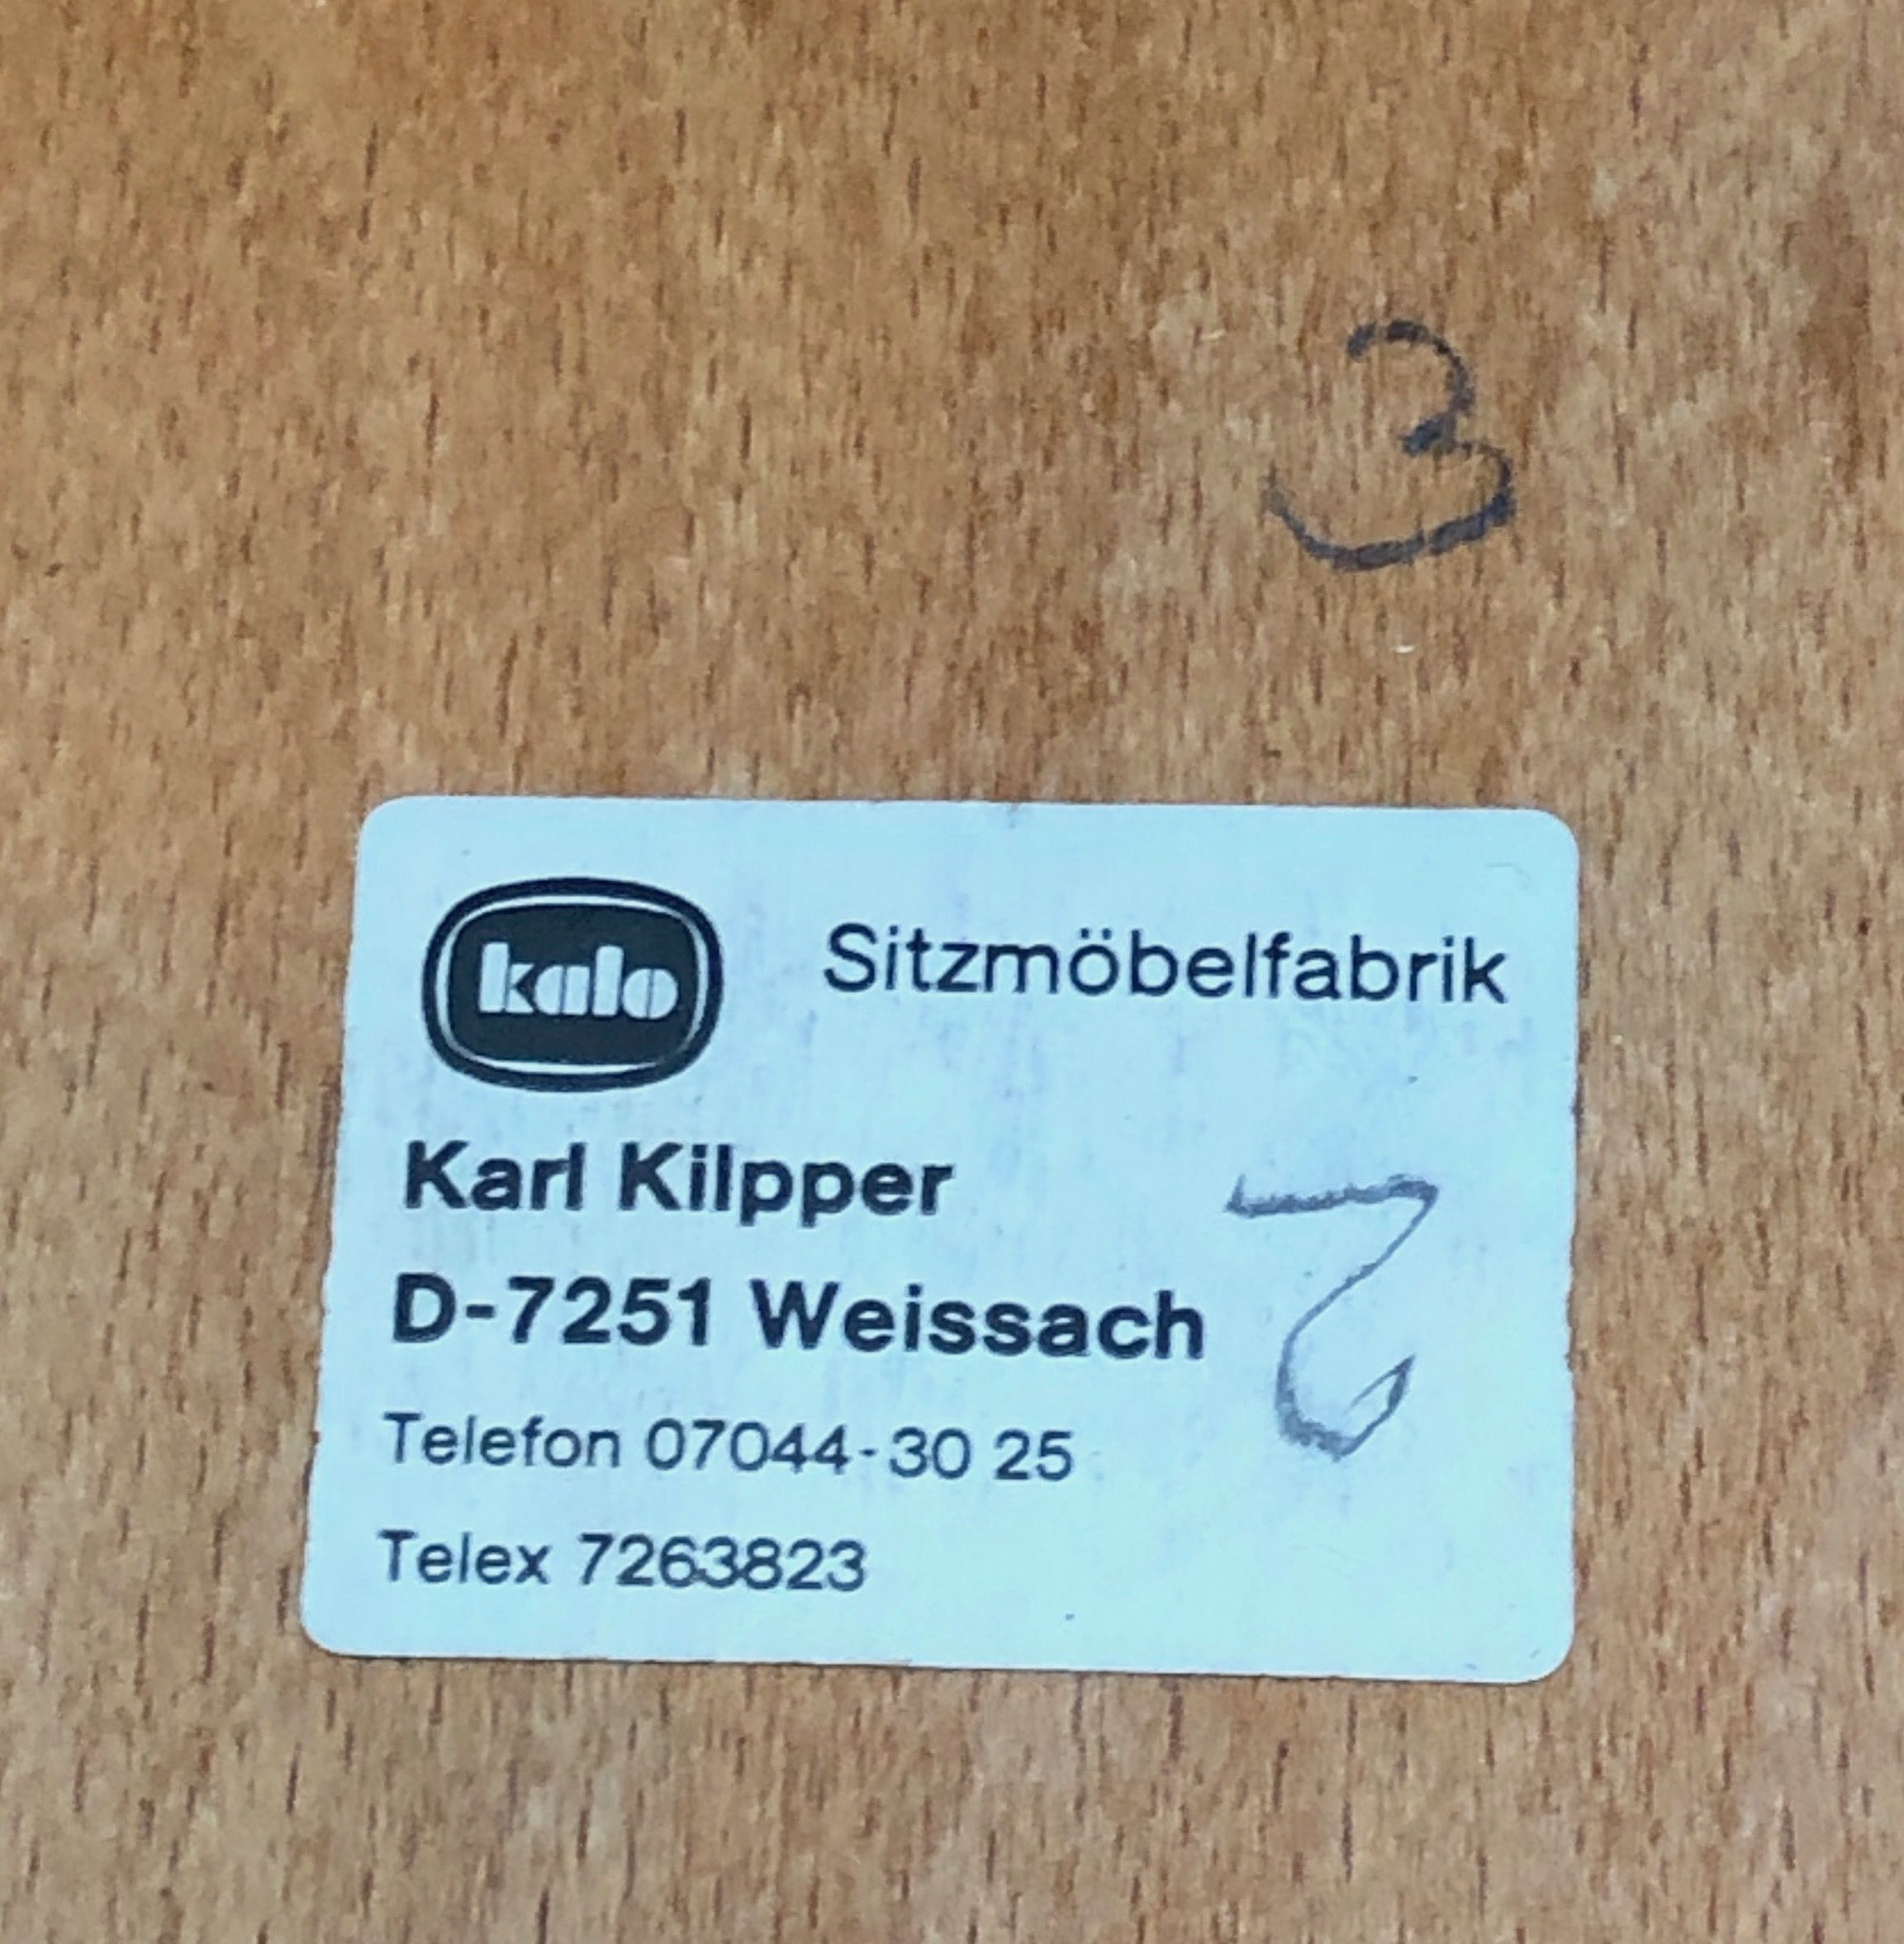 3
kalo Sitzmöbelfabrik
Karl Kilpper
D-7251 Weissach
Telefon 07044-30 25
Telex 7263823